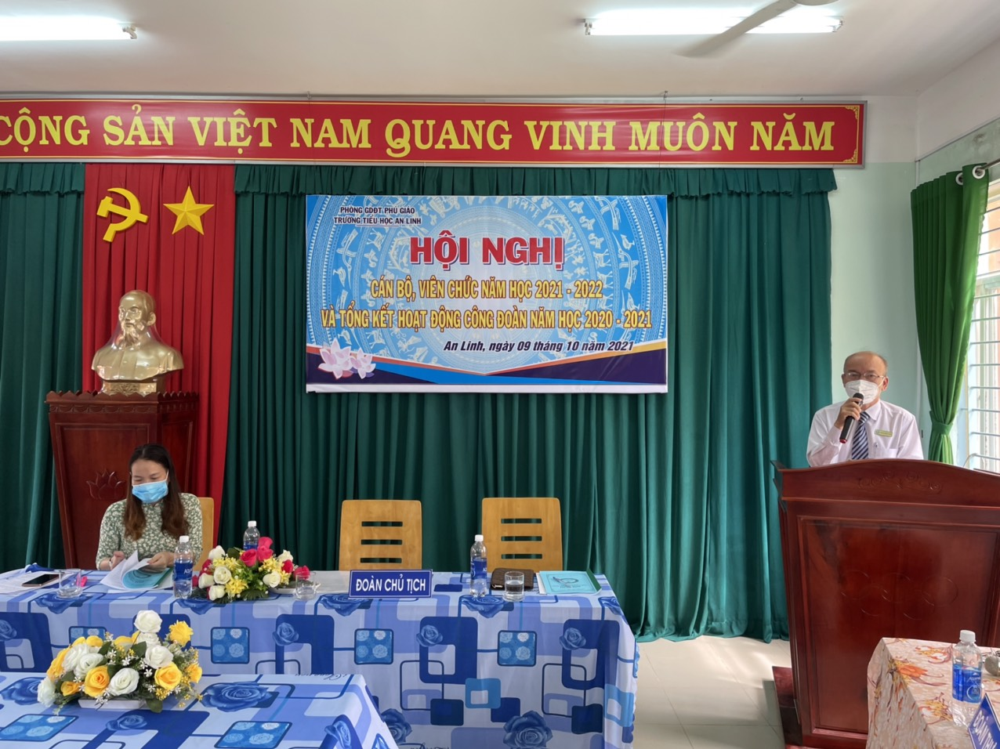 CỘNG SẢN VIỆT NAM QUANG VINH MUÔN NĂM
PHÒNG GDĐT PHÚ GIÁO
TRƯỜNG TIỂU HỌC AN LINH
HỘI NGHỊ
CÁN BỘ, VIÊN CHỨC NĂM HỌC 2021 - 2022
VÀ TỔNG KẾT HOẠT ĐỘNG CÔNG ĐOÀN NĂM HỌC 2020 - 2021
An Linh, ngày 09 tháng 10 năm 2021
ĐOÀN CHỦ TỊCH